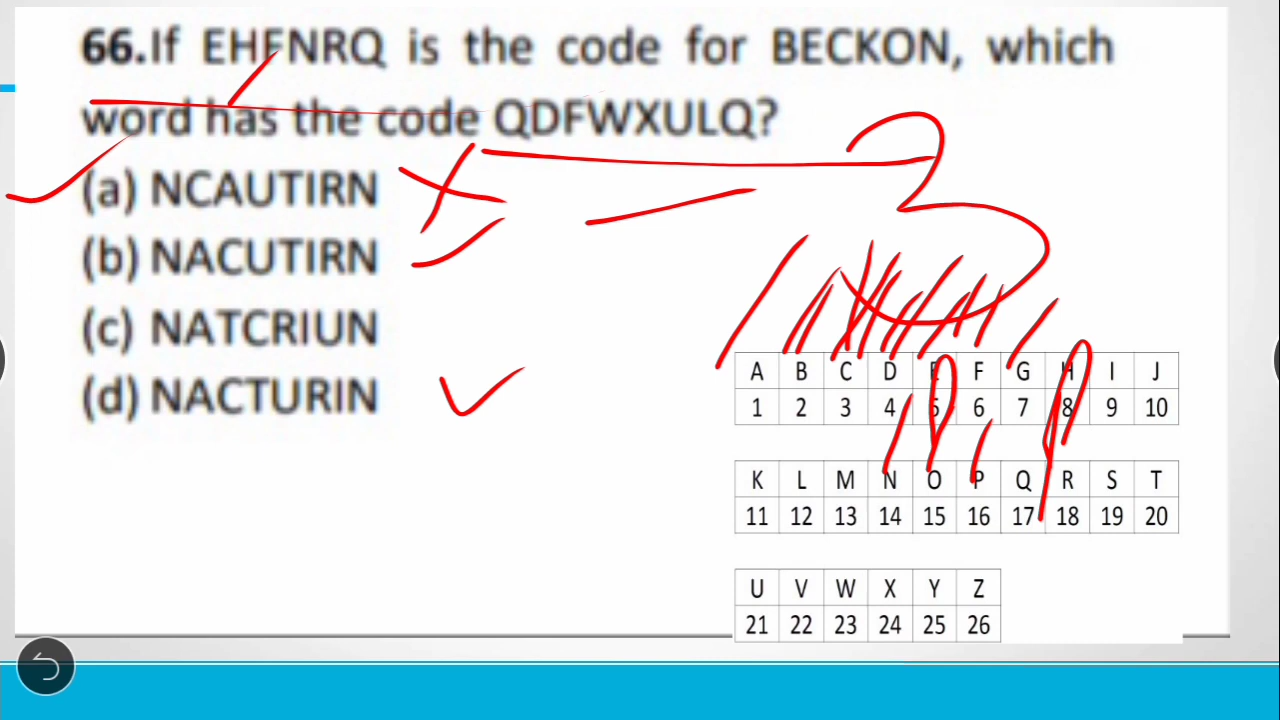 66.If EHFNRQ is the code for BECKON, which
word has the code QDFWXULQ?
(a) NCAUTIRN
(b) NACUTIRN
(c) NATCRIUN
(d) NACTURIN
A B C D E F G H I J
1 2 3 4 5 6 7 8 9 10
K L M N O P Q R S T
11 12 13 14 15 16 17 18 19 20
U V W X Y Z
21 22 23 24 25 26